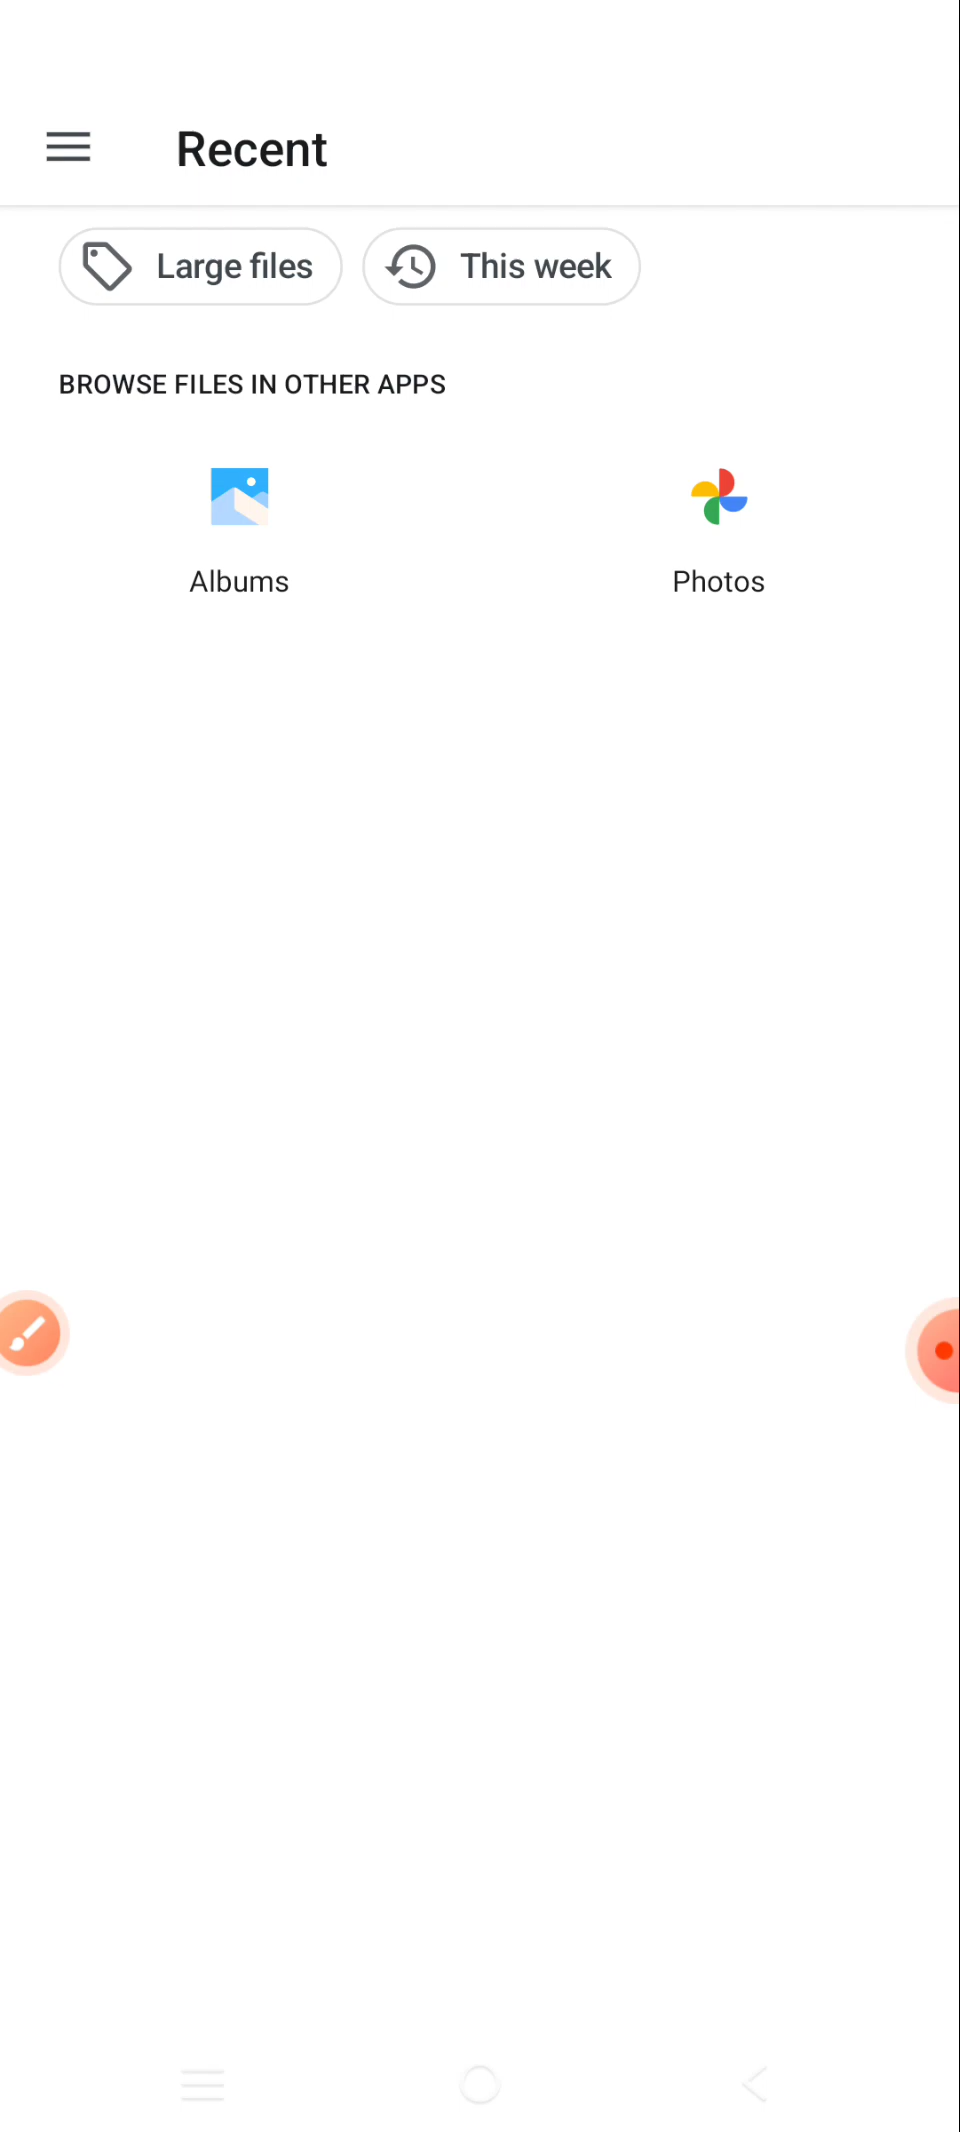 Recent
Large files
This week
BROWSE FILES IN OTHER APPS
Albums
Photos